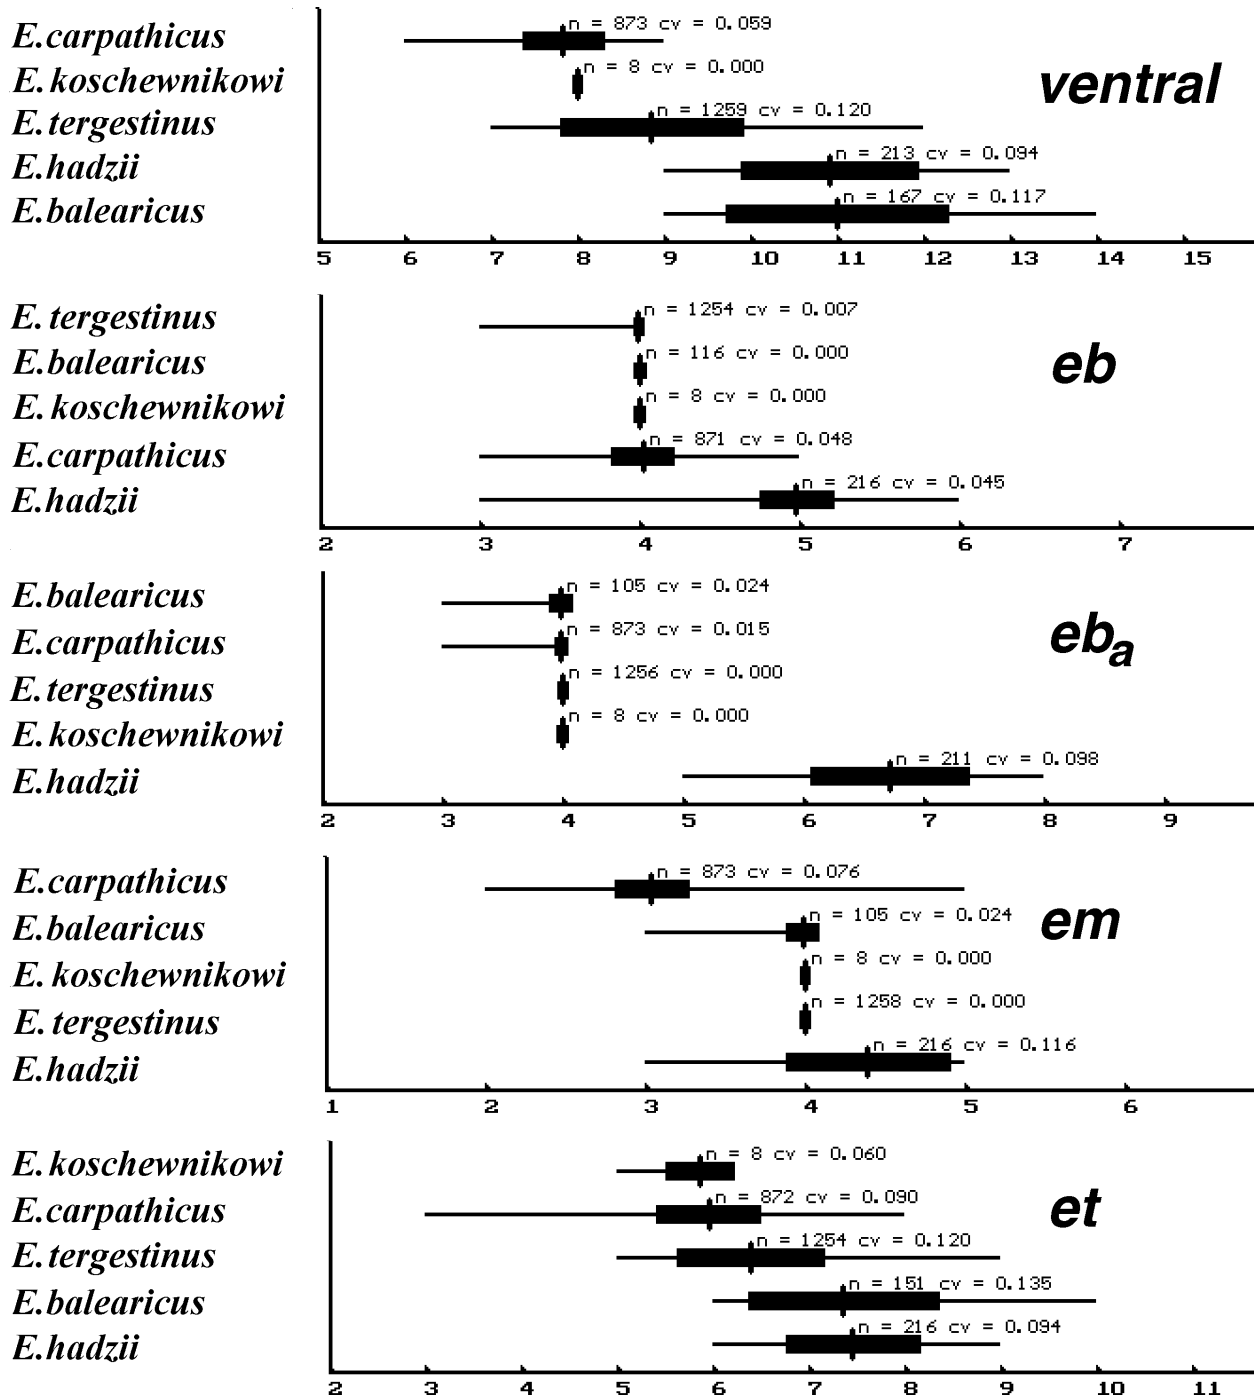 E.carpathicus n = 873 cv = 0.059
E.koschewnikowi n = 8 cv = 0.000
ventral
E.tergestinus n = 1259 cv = 0.120
E.hadzii n = 213 cv = 0.094
E.balearicus n = 167 cv = 0.117
5 6 7 8 9 10 11 12 13 14 15
E.tergestinus n = 1254 cv = 0.007
E.balearicus n = 116 cv = 0.000
eb
E.koschewnikowi n = 8 cv = 0.000
E.carpathicus n = 871 cv = 0.048
E.hadzii n = 216 cv = 0.045
2 3 4 5 6 7
E.balearicus n = 105 cv = 0.024
E.carpathicus n = 873 cv = 0.015
eba
E.tergestinus n = 1256 cv = 0.000
E.koschewnikowi n = 8 cv = 0.000
E.hadzii n = 211 cv = 0.098
2 3 4 5 6 7 8 9
E.carpathicus n = 873 cv = 0.076
E.balearicus n = 105 cv = 0.024
em
E.koschewnikowi n = 8 cv = 0.000
E.tergestinus n = 1258 cv = 0.000
E.hadzii n = 216 cv = 0.116
1 2 3 4 5 6
E.koschewnikowi n = 8 cv = 0.060
E.carpathicus n = 872 cv = 0.090
et
E.tergestinus n = 1254 cv = 0.120
E.balearicus n = 151 cv = 0.135
E.hadzii n = 216 cv = 0.094
2 3 4 5 6 7 8 9 10 11